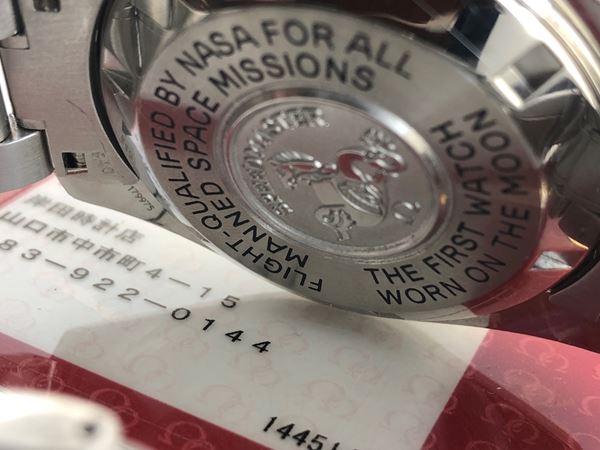 FLIGHT-QUALIFIED BY NASA FOR ALL
MANNED SPACE MISSIONS
THE FIRST WATCH
WORN ON THE MOON
SPEEDMASTER
Ω
山口市中市町4－15
83－922－0144
1445